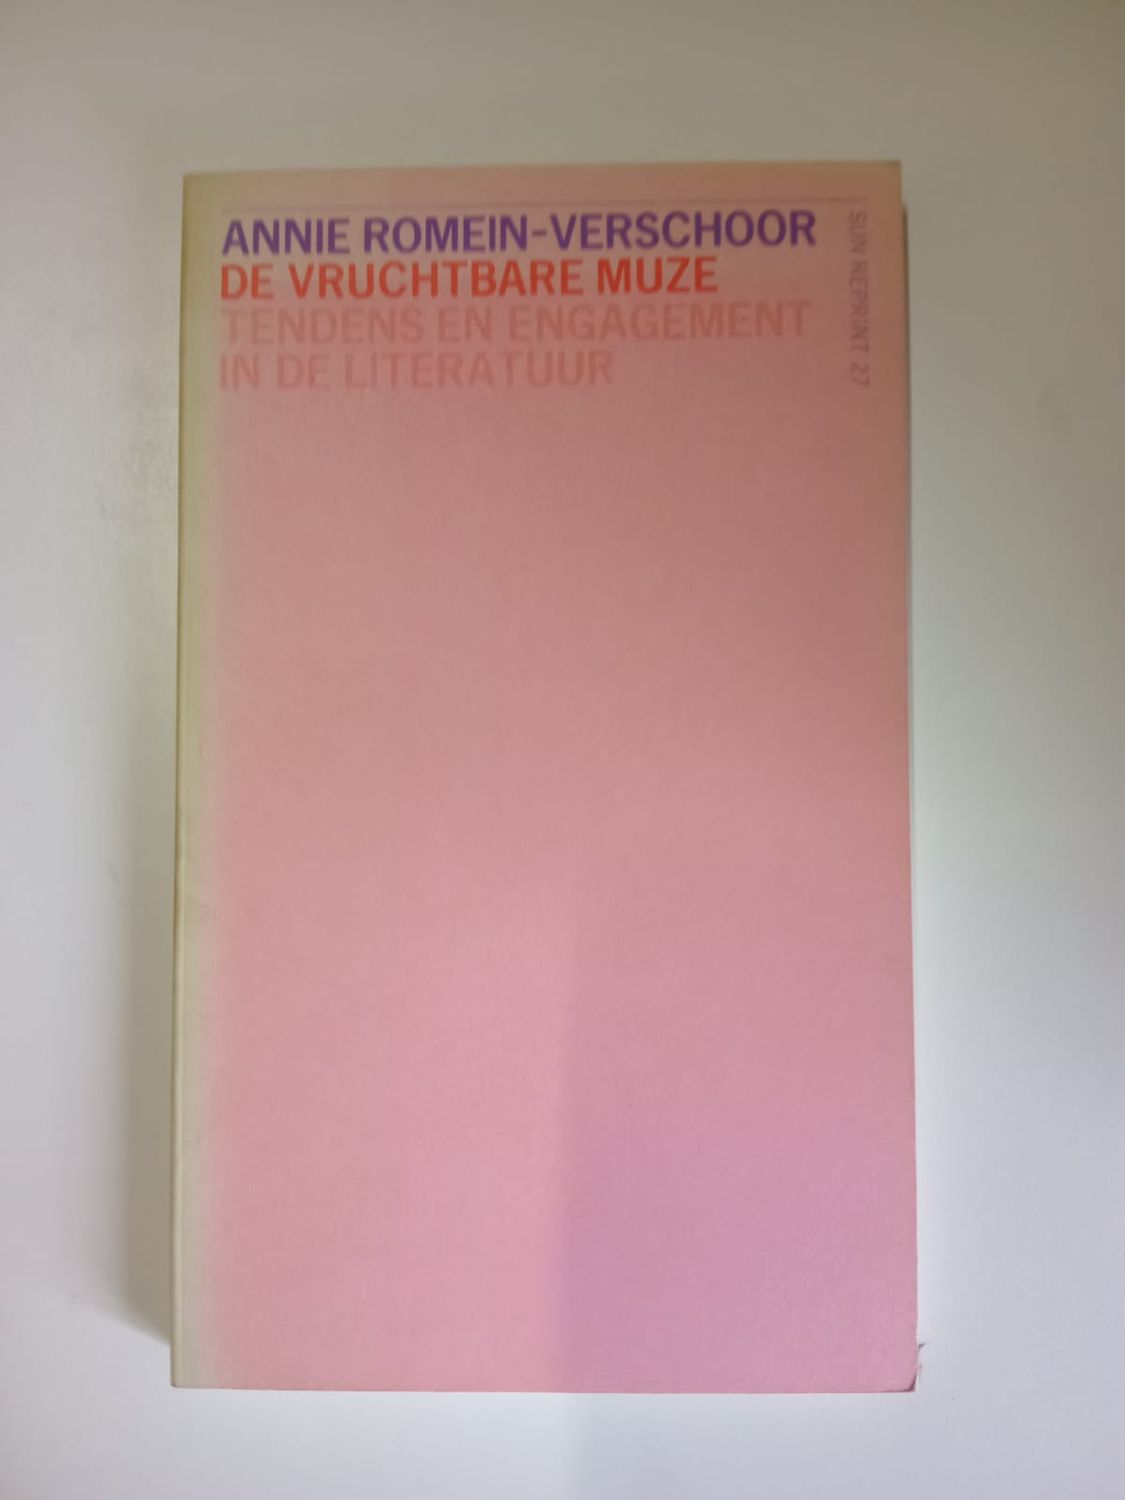 ANNIE ROMEIN-VERSCHOOR
DE VRUCHTBARE MUZE
TENDENS EN ENGAGEMENT
IN DE LITERATUUR
SUN REPRINT 27